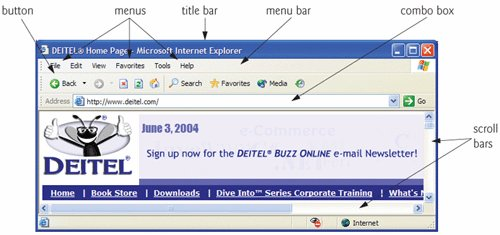 button
menus
title bar
menu bar
combo box
DEITEL® Home Page - Microsoft Internet Explorer
File Edit View Favorites Tools Help
Back Search Favorites Media
Address http://www.deitel.com/ Go
DEITEL
June 3, 2004
Sign up now for the DEITEL® BUZZ ONLINE e-mail Newsletter!
scroll
bars
Home | Book Store | Downloads | Dive Into™ Series Corporate Training | What's
Internet